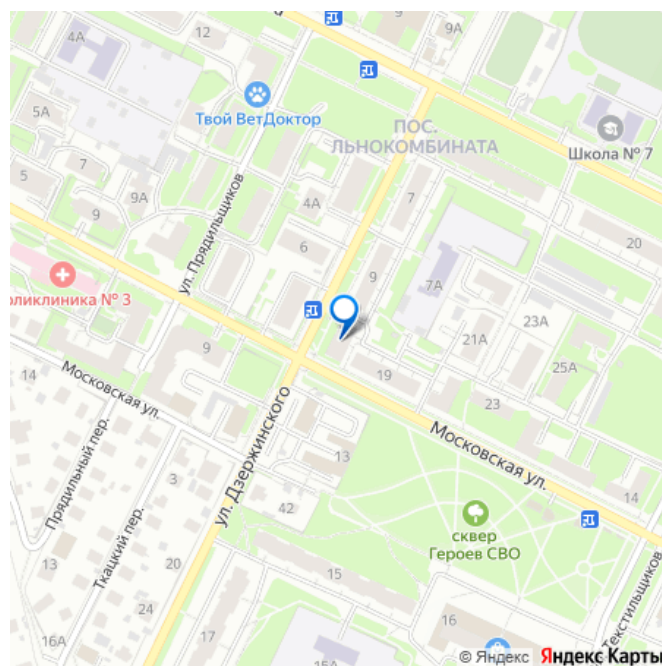 4А
12
9
9
Твой ВетДоктор
5А
ПОС.
ЛЬНОКОМБИНАТА
Школа № 7
7
5
9А
9
4А
7
6
20
ул. Прядильщиков
оликлиника № 3
9
7А
23А
21А
25А
9
14
Московская ул.
19
23
Московская ул.
ул. Дзержинского
Прядильный пер.
Ткацкий пер.
3
13
42
14
сквер
Героев СВО
13
20
24
16А
17
15
15А
16
Текстильщиков
© Яндекс Яндекс Карты